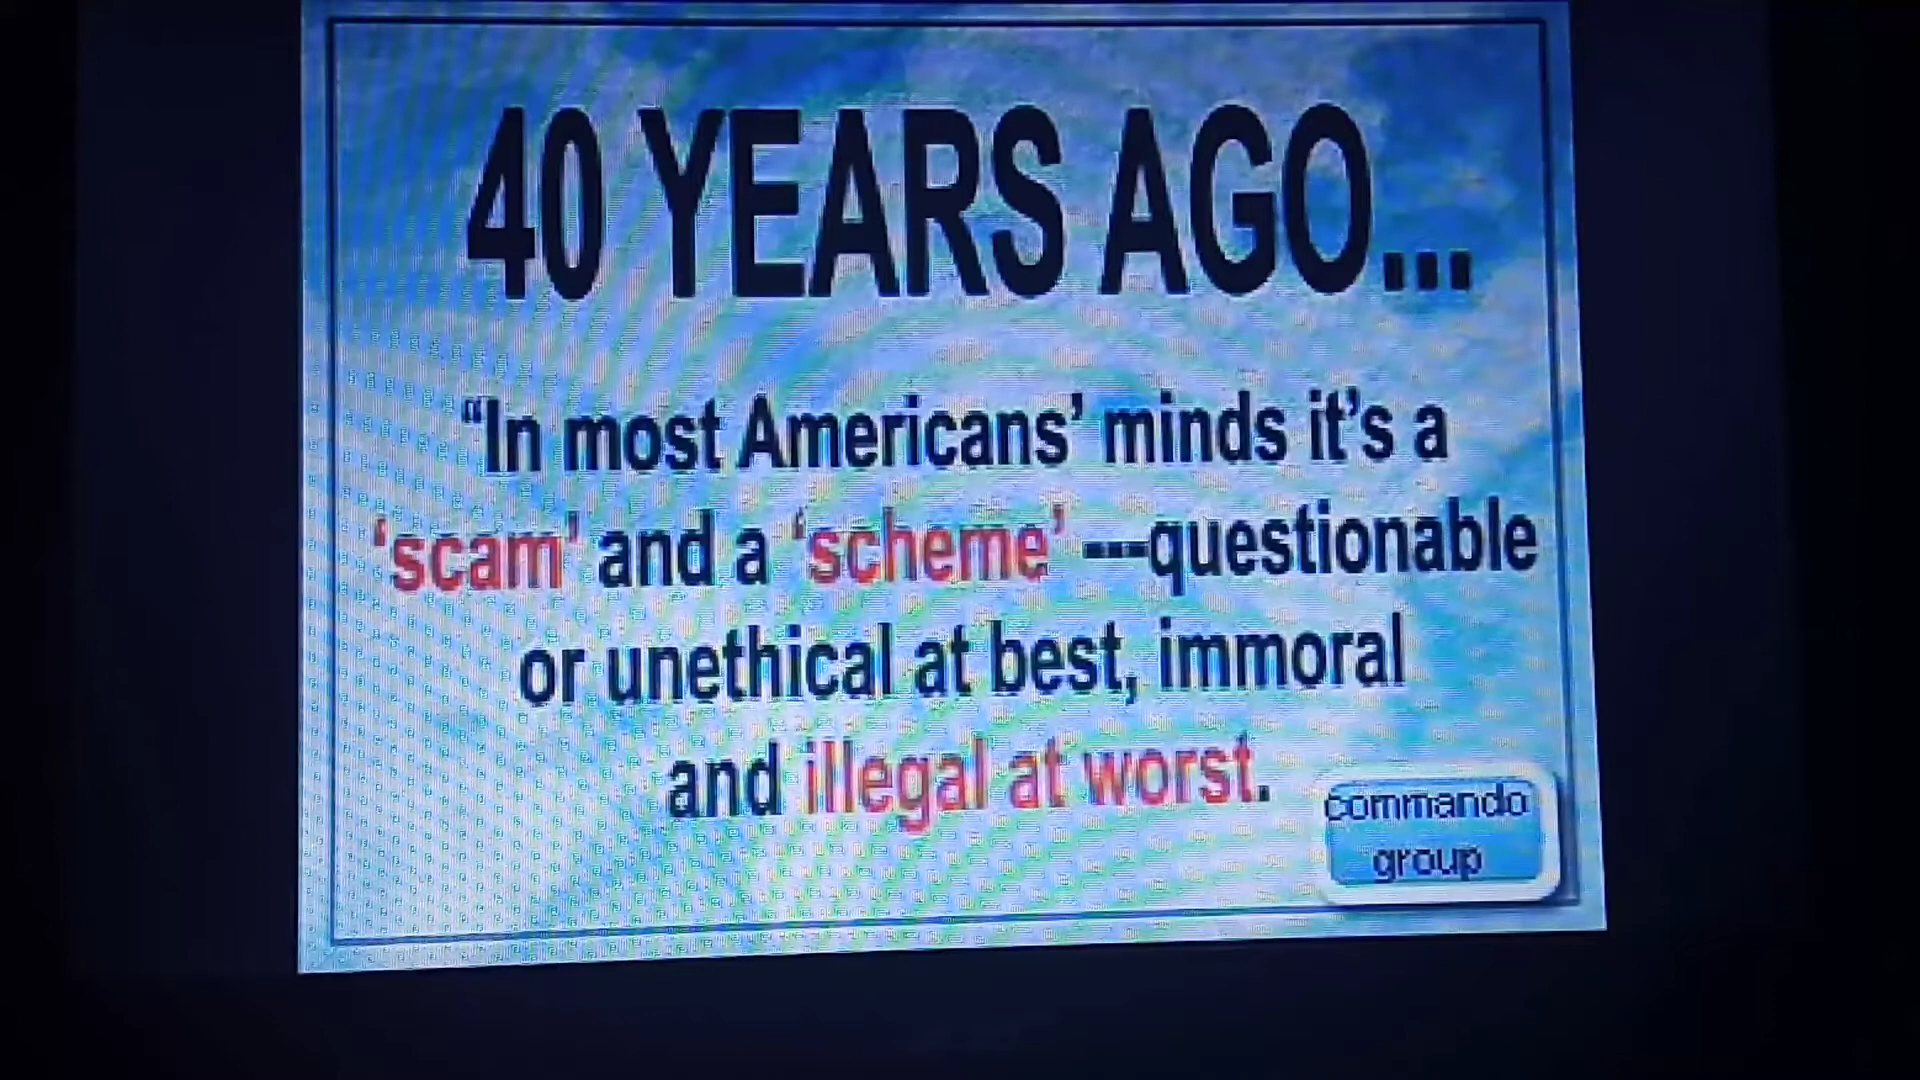 40 YEARS AGO...
“In most Americans’ minds it’s a
‘scam’ and a ‘scheme’ ---questionable
or unethical at best, immoral
and illegal at worst.
commando
group